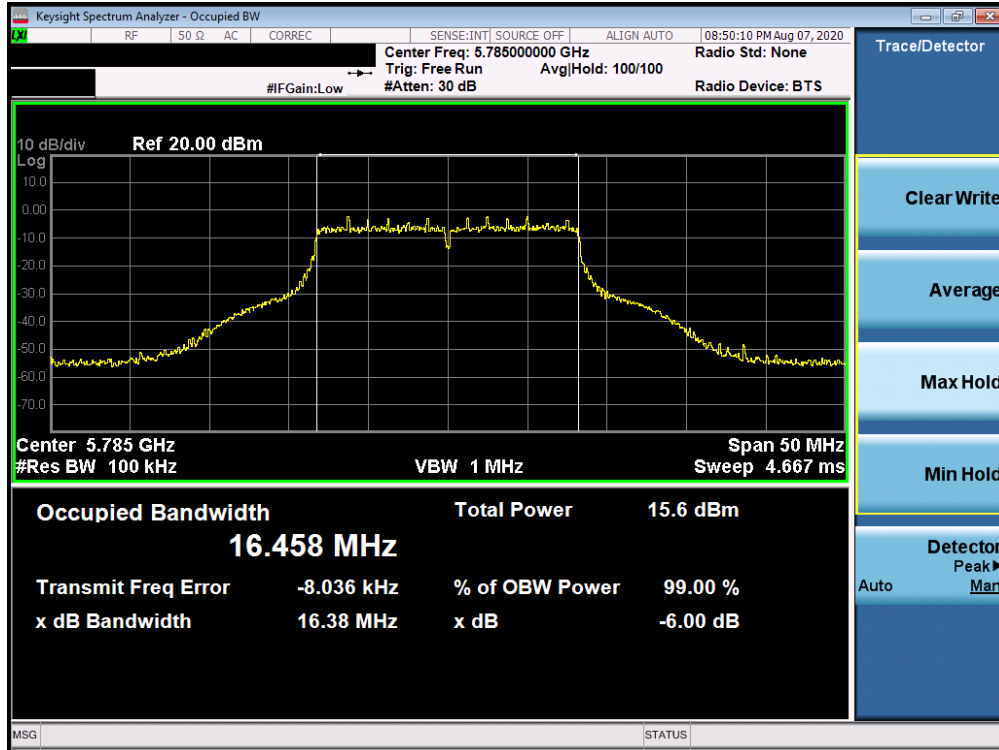 Keysight Spectrum Analyzer - Occupied BW
LXI RF 50 Ω AC CORREC SENSE:INT SOURCE OFF ALIGN AUTO 08:50:10 PM Aug 07, 2020
Center Freq: 5.785000000 GHz Radio Std: None
Trig: Free Run Avg|Hold: 100/100
#IFGain:Low #Atten: 30 dB Radio Device: BTS
Trace/Detector
10 dB/div Ref 20.00 dBm
Log
10.0
0.00
-10.0
-20.0
-30.0
-40.0
-50.0
-60.0
-70.0
Center 5.785 GHz Span 50 MHz
#Res BW 100 kHz VBW 1 MHz Sweep 4.667 ms
Occupied Bandwidth Total Power 15.6 dBm
16.458 MHz
Transmit Freq Error -8.036 kHz % of OBW Power 99.00 %
x dB Bandwidth 16.38 MHz x dB -6.00 dB
Clear Write
Average
Max Hold
Min Hold
Detector
Peak▶
Auto Man
MSG STATUS